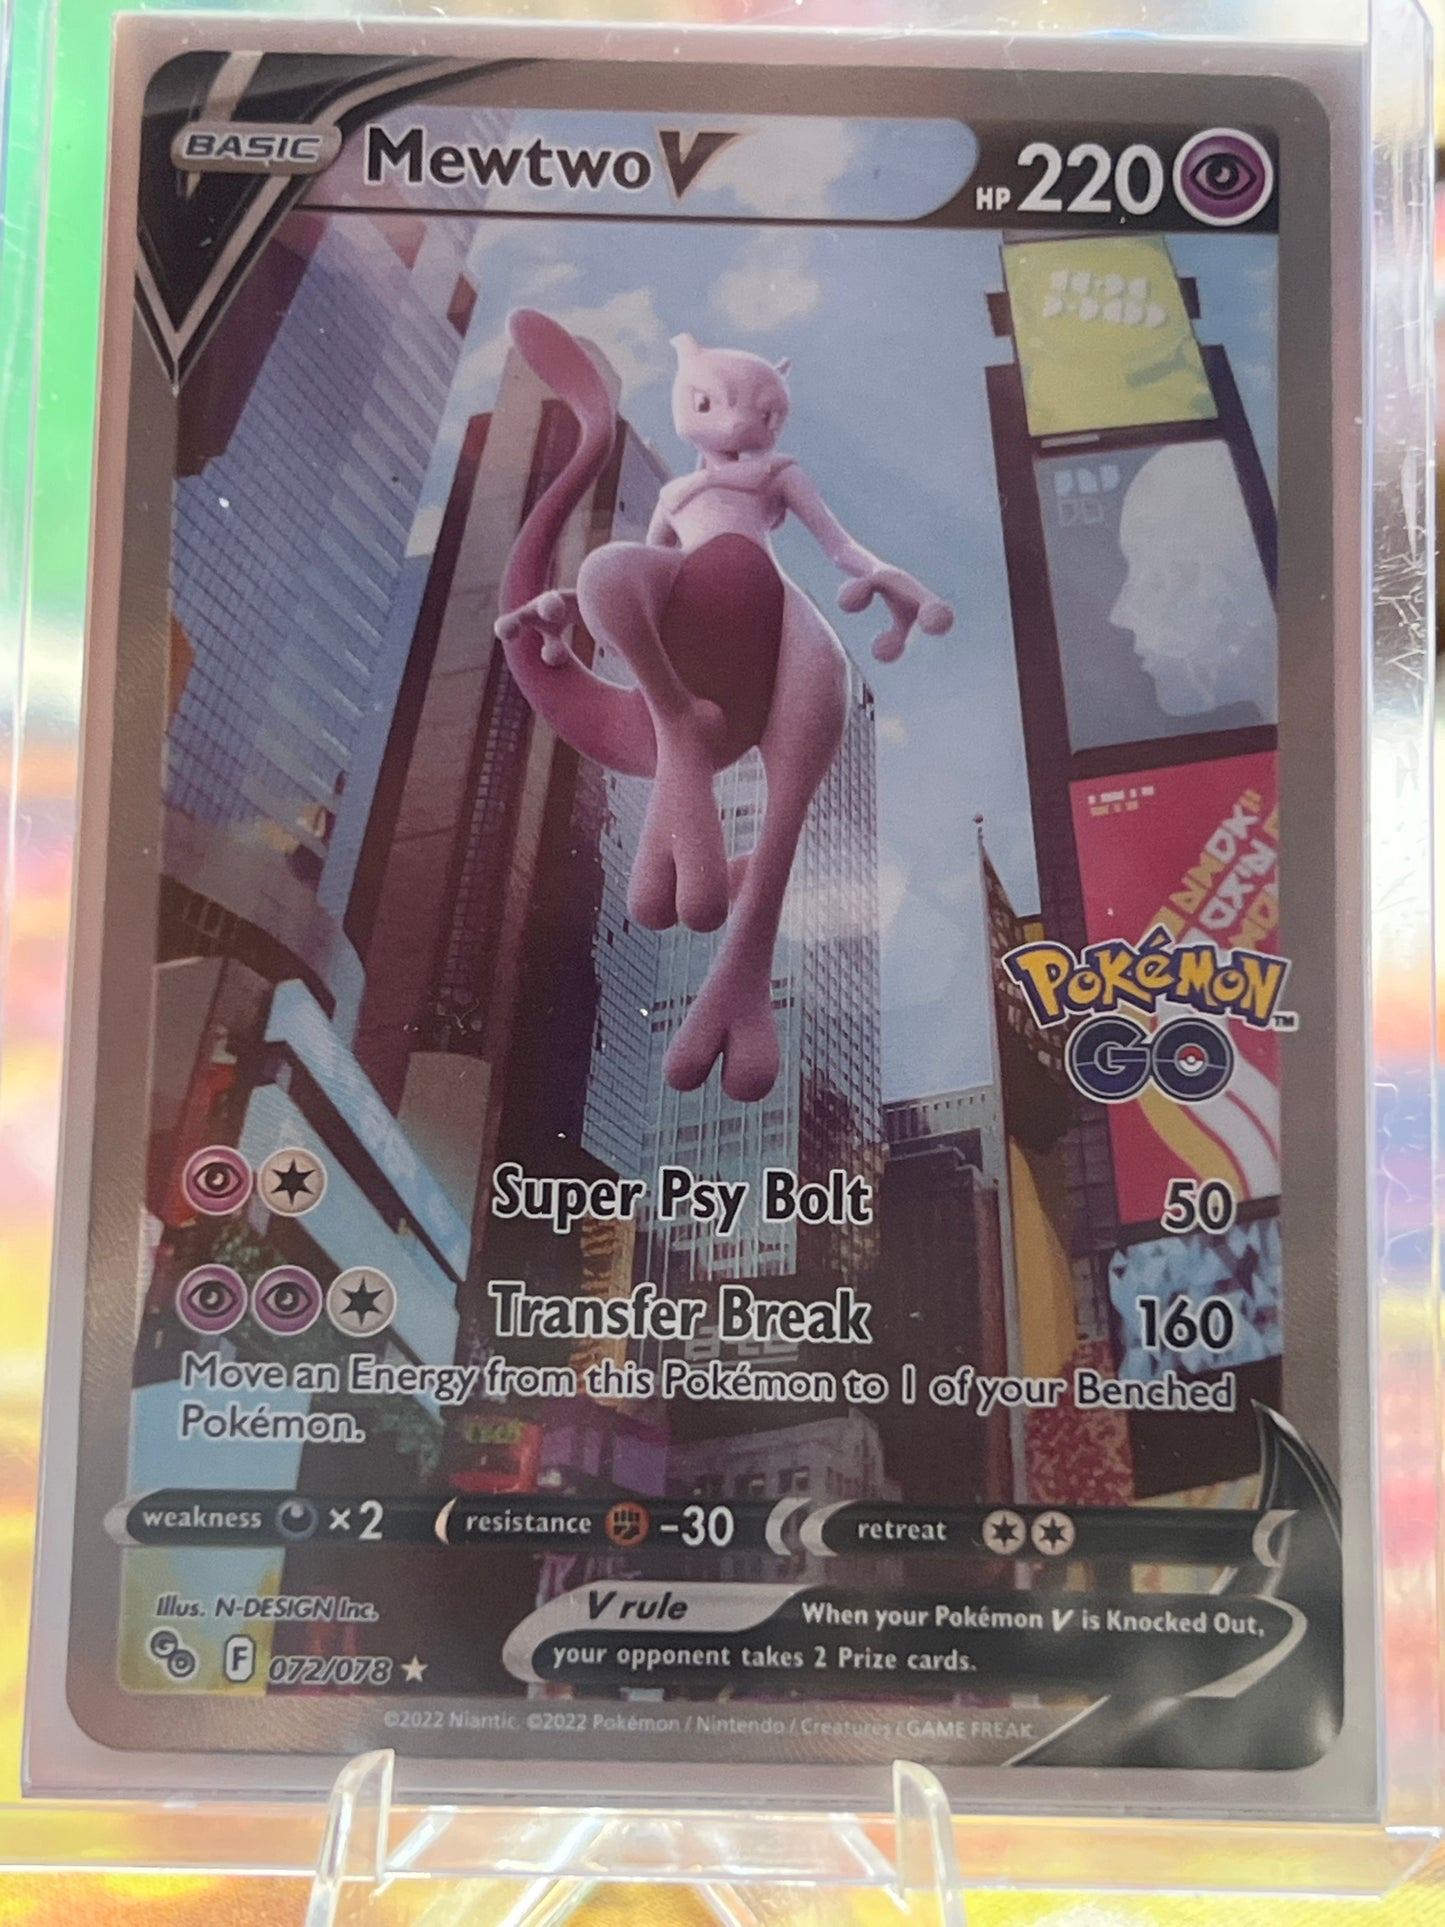 BASIC
Mewtwo V
HP 220
POKÉMON™
GO
Super Psy Bolt 50
Transfer Break 160
Move an Energy from this Pokémon to 1 of your Benched
Pokémon.
weakness ×2 resistance -30 retreat
Illus. N-DESIGN Inc.
V rule When your Pokémon V is Knocked Out,
your opponent takes 2 Prize cards.
GO F 072/078 ★
©2022 Niantic. ©2022 Pokémon / Nintendo / Creatures / GAME FREAK